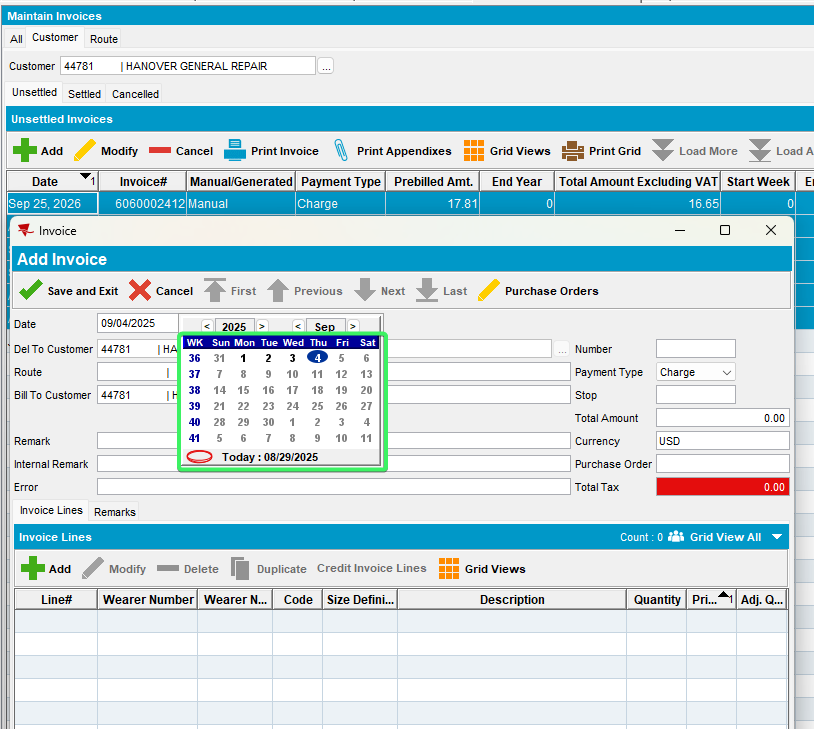 Maintain Invoices
All Customer Route
Customer 44781 | HANOVER GENERAL REPAIR ...
Unsettled Settled Cancelled
Unsettled Invoices
Add Modify Cancel Print Invoice Print Appendixes Grid Views Print Grid Load More Load A
Date 1 Invoice# Manual/Generated Payment Type Prebilled Amt. End Year Total Amount Excluding VAT Start Week
Sep 25, 2026 6060002412 Manual Charge 17.81 0 16.65 0
Invoice
Add Invoice
Save and Exit Cancel First Previous Next Last Purchase Orders
Date 09/04/2025 < 2025 > < Sep >
WK Sun Mon Tue Wed Thu Fri Sat
36 31 1 2 3 4 5 6
37 7 8 9 10 11 12 13
38 14 15 16 17 18 19 20
39 21 22 23 24 25 26 27
40 28 29 30 1 2 3 4
41 5 6 7 8 9 10 11
Today : 08/29/2025
Del To Customer 44781 | HA ... Number
Route | Payment Type Charge
Bill To Customer 44781 | H Stop
Total Amount 0.00
Remark Currency USD
Internal Remark Purchase Order
Error Total Tax 0.00
Invoice Lines Remarks
Invoice Lines Count : 0 Grid View All
Add Modify Delete Duplicate Credit Invoice Lines Grid Views
Line# Wearer Number Wearer N... Code Size Defini... Description Quantity Pri... 1 Adj. Q...